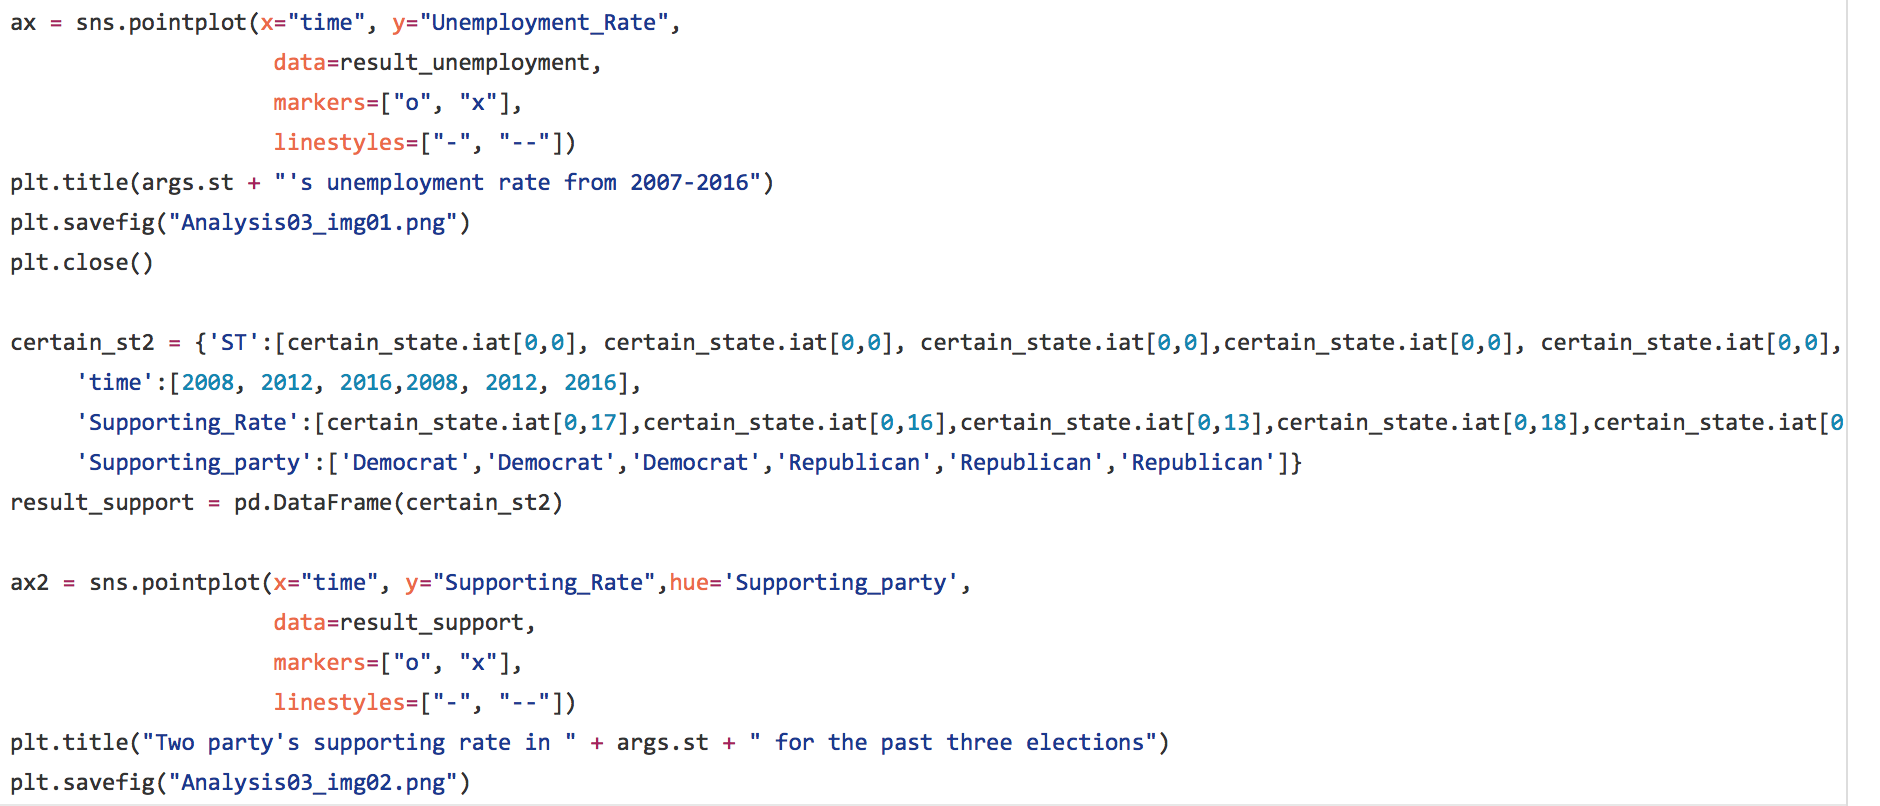 ax = sns.pointplot(x="time", y="Unemployment_Rate",
                    data=result_unemployment,
                    markers=["o", "x"],
                    linestyles=["-", "--"])
plt.title(args.st + "'s unemployment rate from 2007-2016")
plt.savefig("Analysis03_img01.png")
plt.close()

certain_st2 = {'ST':[certain_state.iat[0,0], certain_state.iat[0,0], certain_state.iat[0,0],certain_state.iat[0,0], certain_state.iat[0,0],
     'time':[2008, 2012, 2016,2008, 2012, 2016],
     'Supporting_Rate':[certain_state.iat[0,17],certain_state.iat[0,16],certain_state.iat[0,13],certain_state.iat[0,18],certain_state.iat[0
     'Supporting_party':['Democrat','Democrat','Democrat','Republican','Republican','Republican']}
result_support = pd.DataFrame(certain_st2)

ax2 = sns.pointplot(x="time", y="Supporting_Rate",hue='Supporting_party',
                    data=result_support,
                    markers=["o", "x"],
                    linestyles=["-", "--"])
plt.title("Two party's supporting rate in " + args.st + " for the past three elections")
plt.savefig("Analysis03_img02.png")